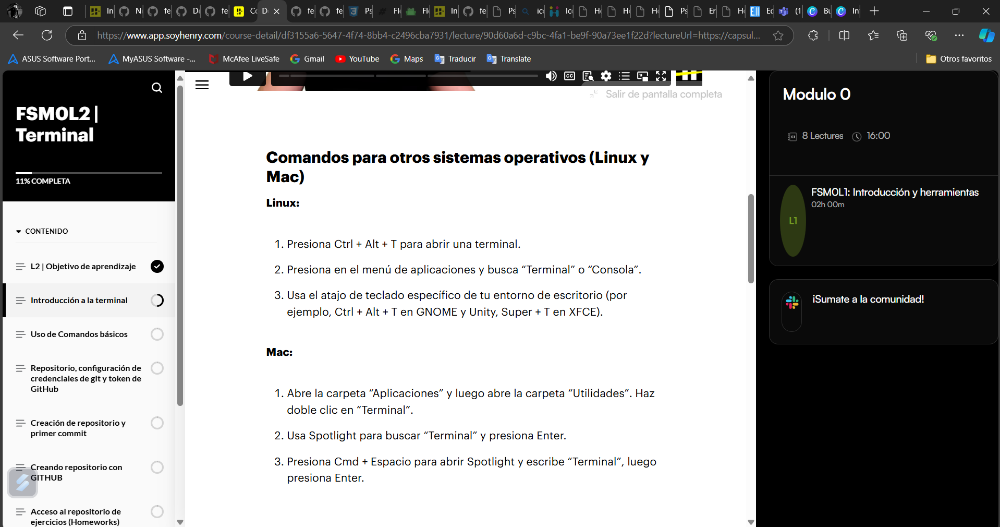 https://www.app.soyhenry.com/course-detail/df3155a6-5647-4f74-8bb4-c2496cba7931/lecture/90d60a6d-c9bc-4fa1-be9f-90a73ee1f22d?lectureUrl=https://capsul...
ASUS Software Port...
MyASUS Software -...
McAfee LiveSafe
Gmail
YouTube
Maps
Traducir
Translate
Otros favoritos
FSM0L2 |
Terminal
11% COMPLETA
CONTENIDO
L2 | Objetivo de aprendizaje
Introducción a la terminal
Uso de Comandos básicos
Repositorio, configuración de
credenciales de git y token de
GitHub
Creación de repositorio y
primer commit
Creando repositorio con
GITHUB
Acceso al repositorio de
ejercicios (Homeworks)
Salir de pantalla completa
Comandos para otros sistemas operativos (Linux y
Mac)
Linux:
1. Presiona Ctrl + Alt + T para abrir una terminal.
2. Presiona en el menú de aplicaciones y busca “Terminal” o “Consola”.
3. Usa el atajo de teclado específico de tu entorno de escritorio (por
ejemplo, Ctrl + Alt + T en GNOME y Unity, Super + T en XFCE).
Mac:
1. Abre la carpeta “Aplicaciones” y luego abre la carpeta “Utilidades”. Haz
doble clic en “Terminal”.
2. Usa Spotlight para buscar “Terminal” y presiona Enter.
3. Presiona Cmd + Espacio para abrir Spotlight y escribe “Terminal”, luego
presiona Enter.
Modulo 0
8 Lectures
16:00
L1
FSM0L1: Introducción y herramientas
02h 00m
¡Sumate a la comunidad!